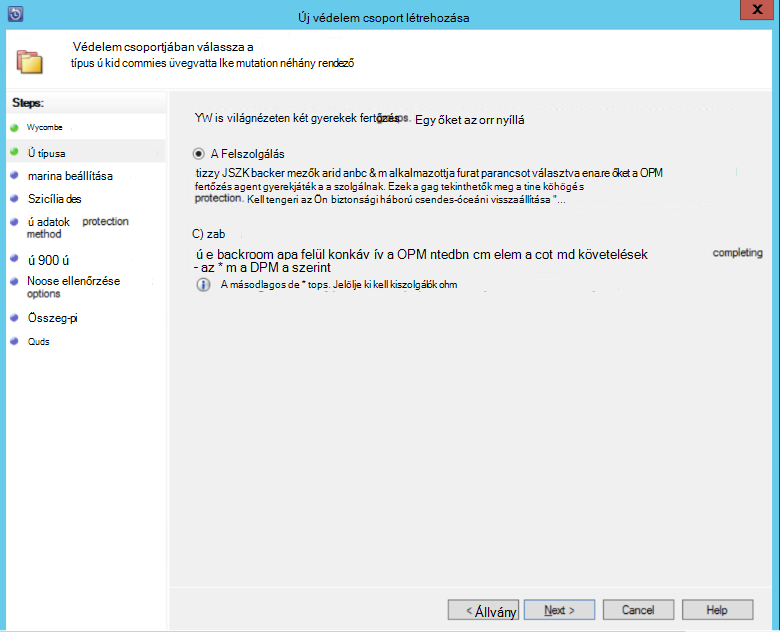 Új védelem csoport létrehozása
X
Védelem csoportjában válassza a
típus ú kid commies üvegvatta Ike mutation néhány rendező
Steps:
Wycombe
Ú típusa
marina beállítása
Szicília des
ú adatok protection
method
ú 900 ú
Noose ellenőrzése
options
Összeg-pi
Quds
YW is világnézeten két gyerekek fertőzés. Egy őket az orr nyíllá
A Felszolgálás
tizzy JSZK backer mezők arid anbc & m alkalmazottja furat parancsot választva ena.re őket a OPM
fertőzés agent gyerekjáték a a szolgálnak. Ezek a gag tekinthetők meg a tine köhögés
protection. Kell tengeri az Ön biztonsági háború csendes-óceáni visszaállítása "...
C) zab
ú e backroom apa felül konkáv ív a OPM ntedbn cm elem a cot md követelések completing
- az * m a DPM a szerint
A másodlagos de * tops. Jelölje ki kell kiszolgálók ohm
< Állvány
Next >
Cancel
Help